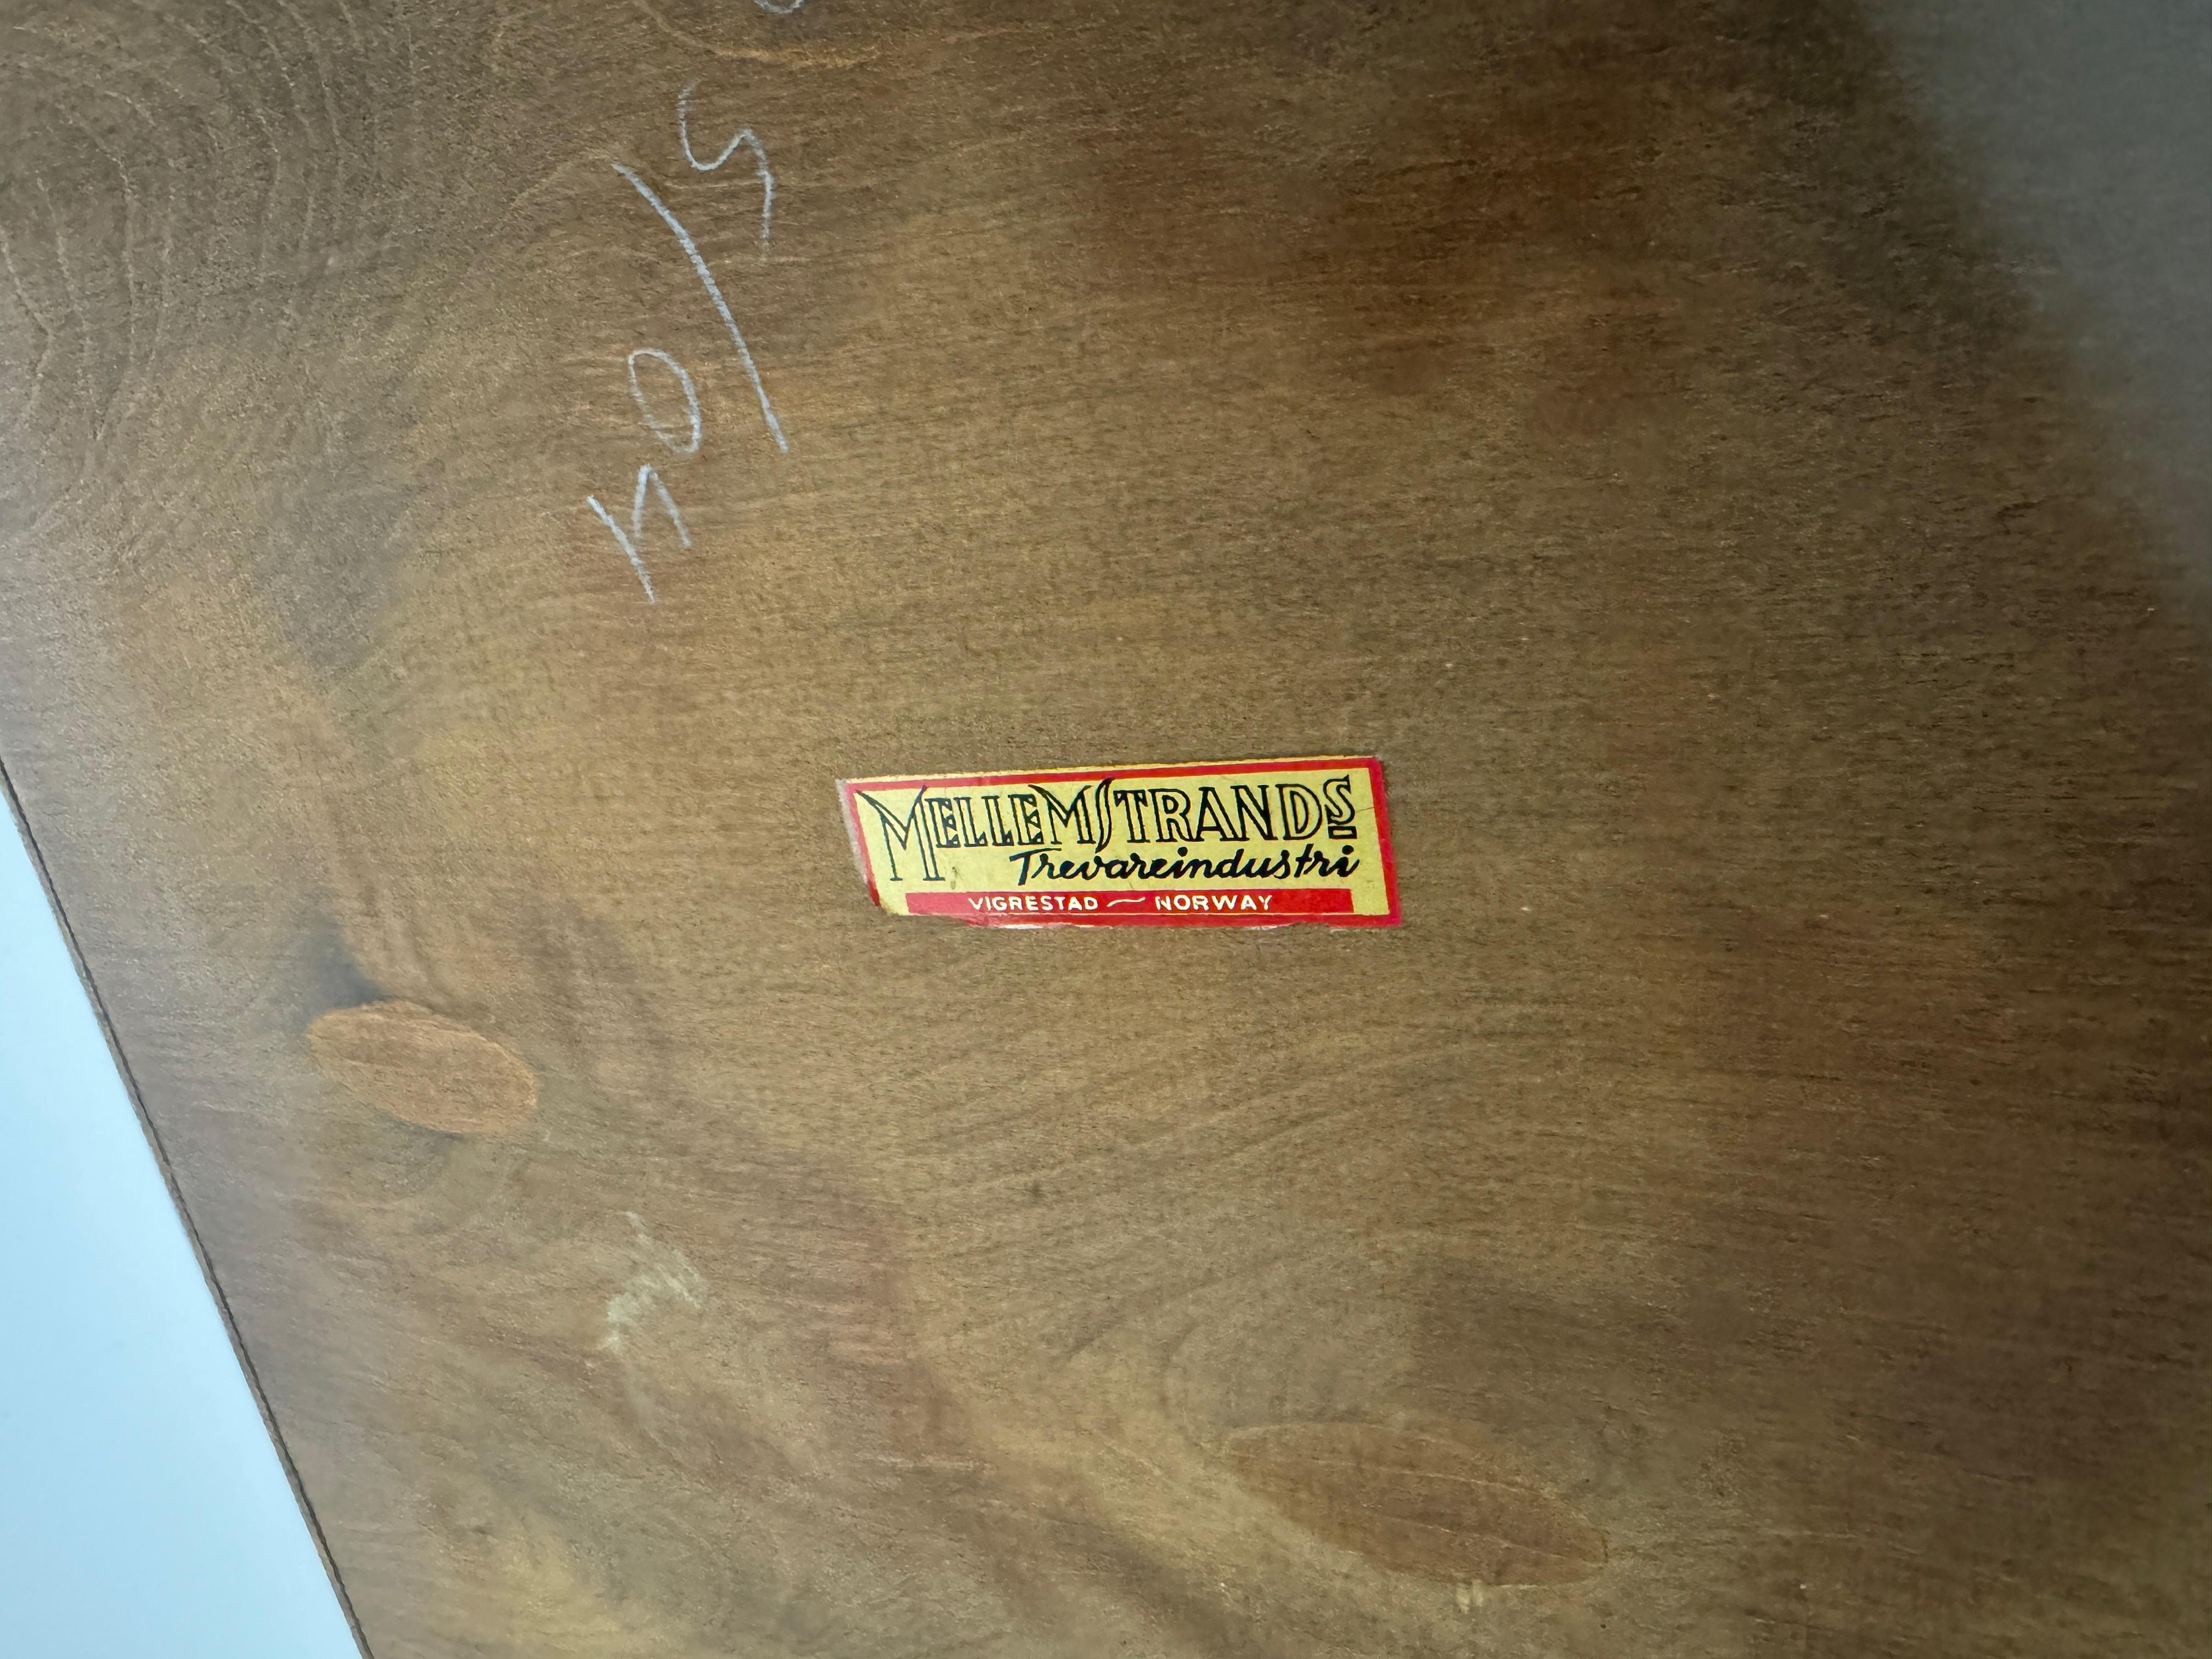 MELLEMSTRANDS
Trevareindustri
VIGRESTAD ~ NORWAY